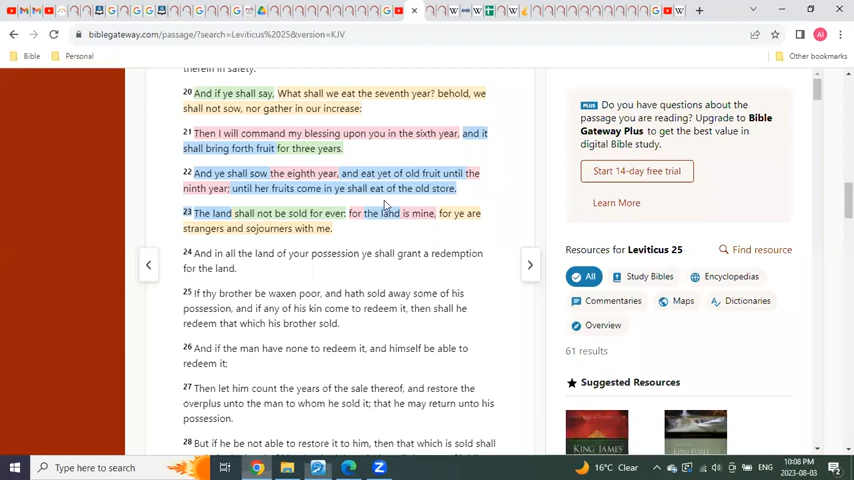 biblegateway.com/passage/?search=Leviticus%2025&version=KJV
Bible
Personal
Other bookmarks
therein in safety.
20 And if ye shall say, What shall we eat the seventh year? behold, we
shall not sow, nor gather in our increase:
21 Then I will command my blessing upon you in the sixth year, and it
shall bring forth fruit for three years.
22 And ye shall sow the eighth year, and eat yet of old fruit until the
ninth year; until her fruits come in ye shall eat of the old store.
23 The land shall not be sold for ever: for the land is mine, for ye are
strangers and sojourners with me.
24 And in all the land of your possession ye shall grant a redemption
for the land.
25 If thy brother be waxen poor, and hath sold away some of his
possession, and if any of his kin come to redeem it, then shall he
redeem that which his brother sold.
26 And if the man have none to redeem it, and himself be able to
redeem it;
27 Then let him count the years of the sale thereof, and restore the
overplus unto the man to whom he sold it; that he may return unto his
possession.
28 But if he be not able to restore it to him, then that which is sold shall
PLUS Do you have questions about the
passage you are reading? Upgrade to Bible
Gateway Plus to get the best value in
digital Bible study.
Start 14-day free trial
Learn More
Resources for Leviticus 25
Find resource
All
Study Bibles
Encyclopedias
Commentaries
Maps
Dictionaries
Overview
61 results
Suggested Resources
KING JAMES
Type here to search
16°C Clear
ENG
10:08 PM
2023-08-03